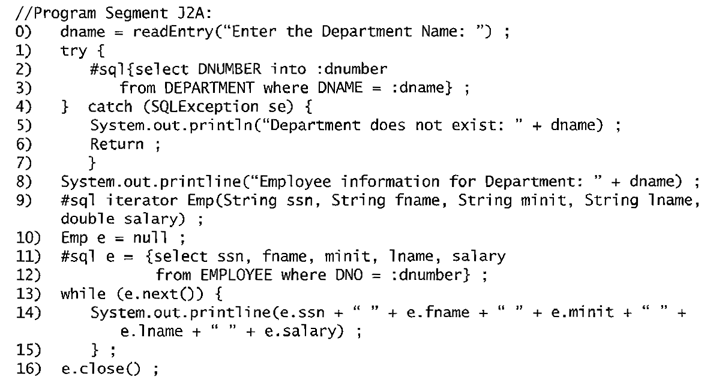 //Program Segment J2A:
0) dname = readEntry("Enter the Department Name: ") ;
1) try {
2) #sql{select DNUMBER into :dnumber
3) from DEPARTMENT where DNAME = :dname} ;
4) } catch (SQLException se) {
5) System.out.println("Department does not exist: " + dname) ;
6) Return ;
7) }
8) System.out.printline("Employee information for Department: " + dname) ;
9) #sql iterator Emp(String ssn, String fname, String minit, String lname,
double salary) ;
10) Emp e = null ;
11) #sql e = {select ssn, fname, minit, lname, salary
12) from EMPLOYEE where DNO = :dnumber} ;
13) while (e.next()) {
14) System.out.printline(e.ssn + “ ” + e.fname + “ ” + e.minit + “ ” +
e.lname + “ ” + e.salary) ;
15) } ;
16) e.close() ;